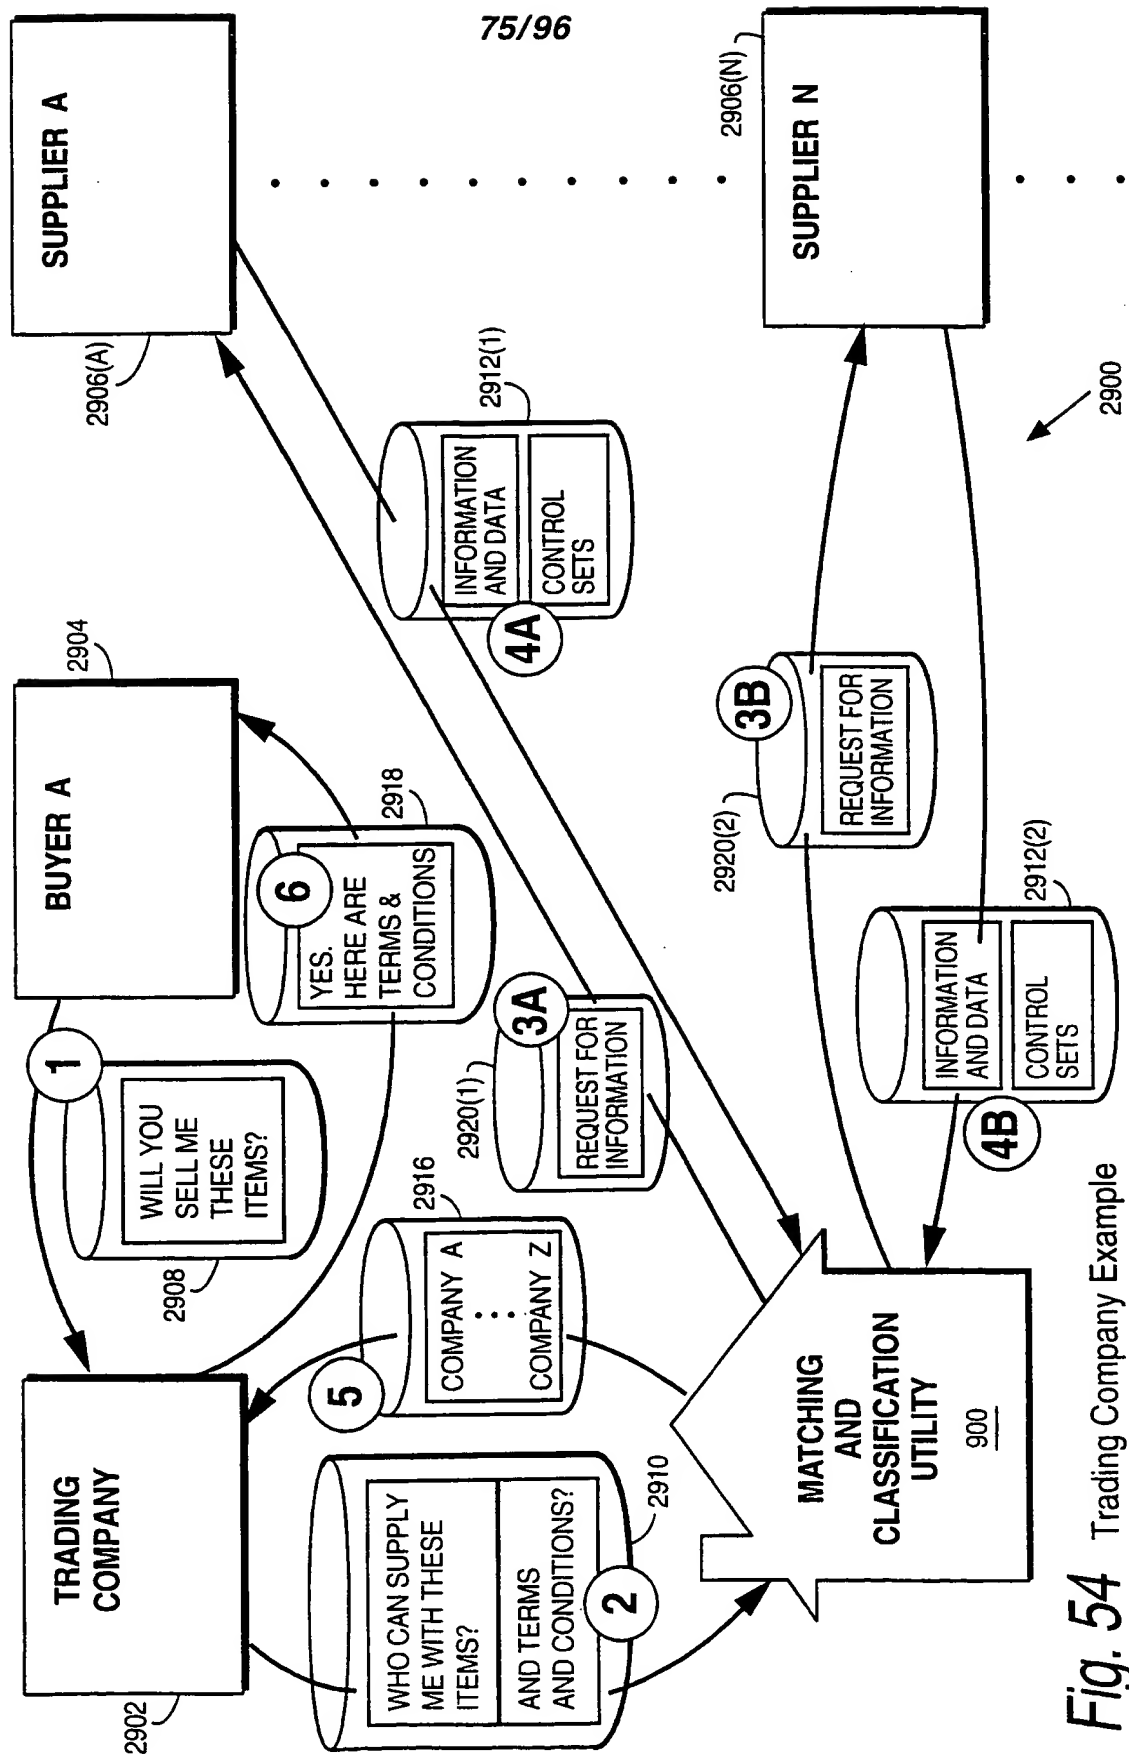 75/96
TRADING
COMPANY
2902
BUYER A
2904
SUPPLIER A
2906(A)
1
WILL YOU
SELL ME
THESE
ITEMS?
2908
6
YES.
HERE ARE
TERMS &
CONDITIONS
2918
WHO CAN SUPPLY
ME WITH THESE
ITEMS?
AND TERMS
AND CONDITIONS?
2
2910
5
COMPANY A
COMPANY Z
2916
3A
REQUEST FOR
INFORMATION
2920(1)
4A
INFORMATION
AND DATA
CONTROL
SETS
2912(1)
MATCHING
AND
CLASSIFICATION
UTILITY
900
3B
REQUEST FOR
INFORMATION
2920(2)
4B
INFORMATION
AND DATA
CONTROL
SETS
2912(2)
SUPPLIER N
2906(N)
2900
Fig. 54 Trading Company Example